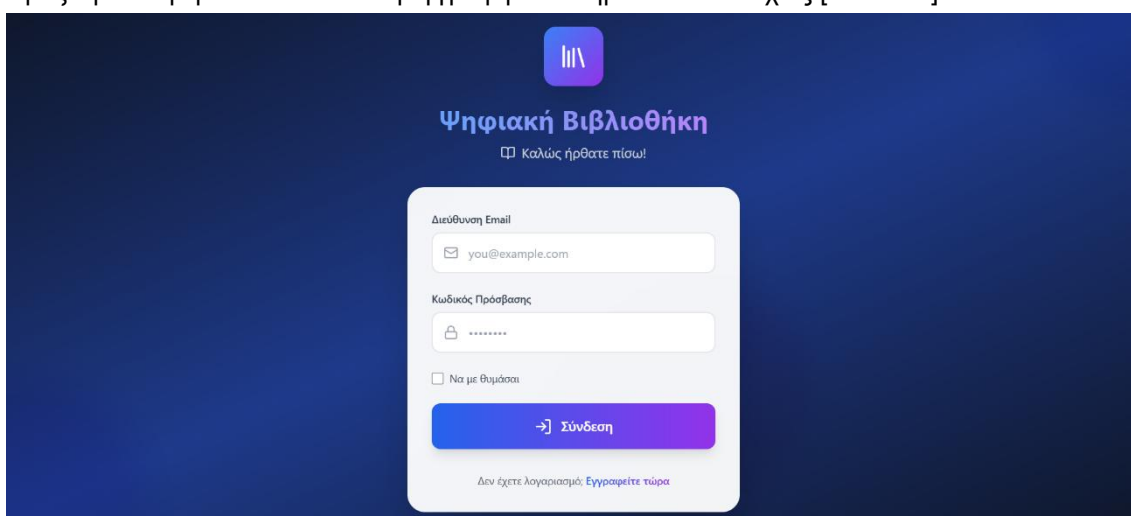 Ψηφιακή Βιβλιοθήκη
Καλώς ήρθατε πίσω!
Διεύθυνση Email
you@example.com
Κωδικός Πρόσβασης
••••••••
Να με θυμάσαι
Σύνδεση
Δεν έχετε λογαριασμό; Εγγραφείτε τώρα